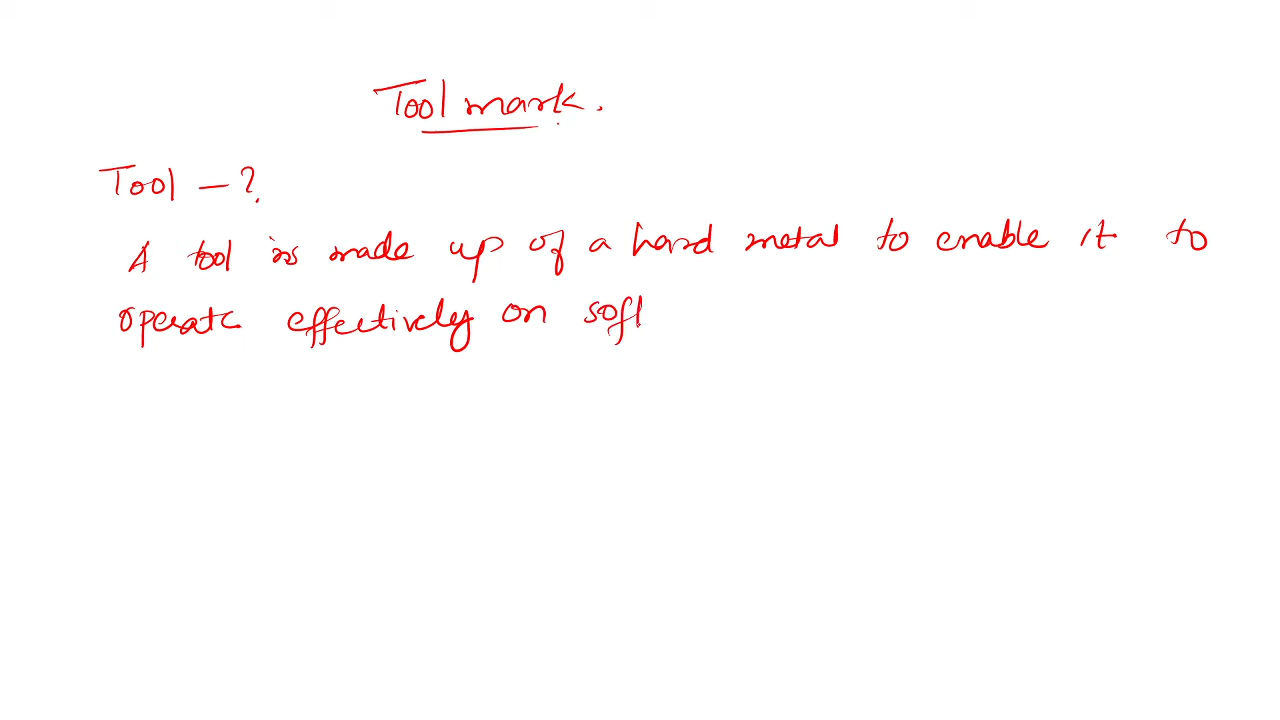 Tool mark.
Tool – ?
A tool is made up of a hard metal to enable it to
operate effectively on soft